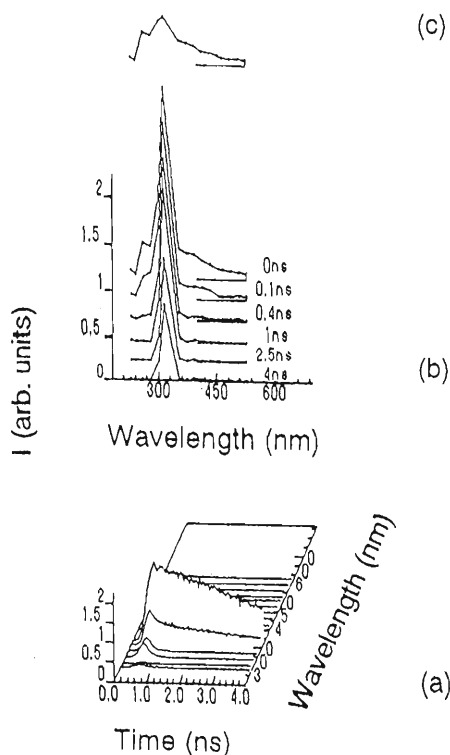 (c)
2
1.5
1
0.5
0
0ns
0.1ns
0.4ns
1ns
2.5ns
4ns
300 450 600
I (arb. units)
(b)
Wavelength (nm)
2
1.5
1
0.5
0
0.0 1.0 2.0 3.0 4.0
Time (ns)
Wavelength (nm)
(a)